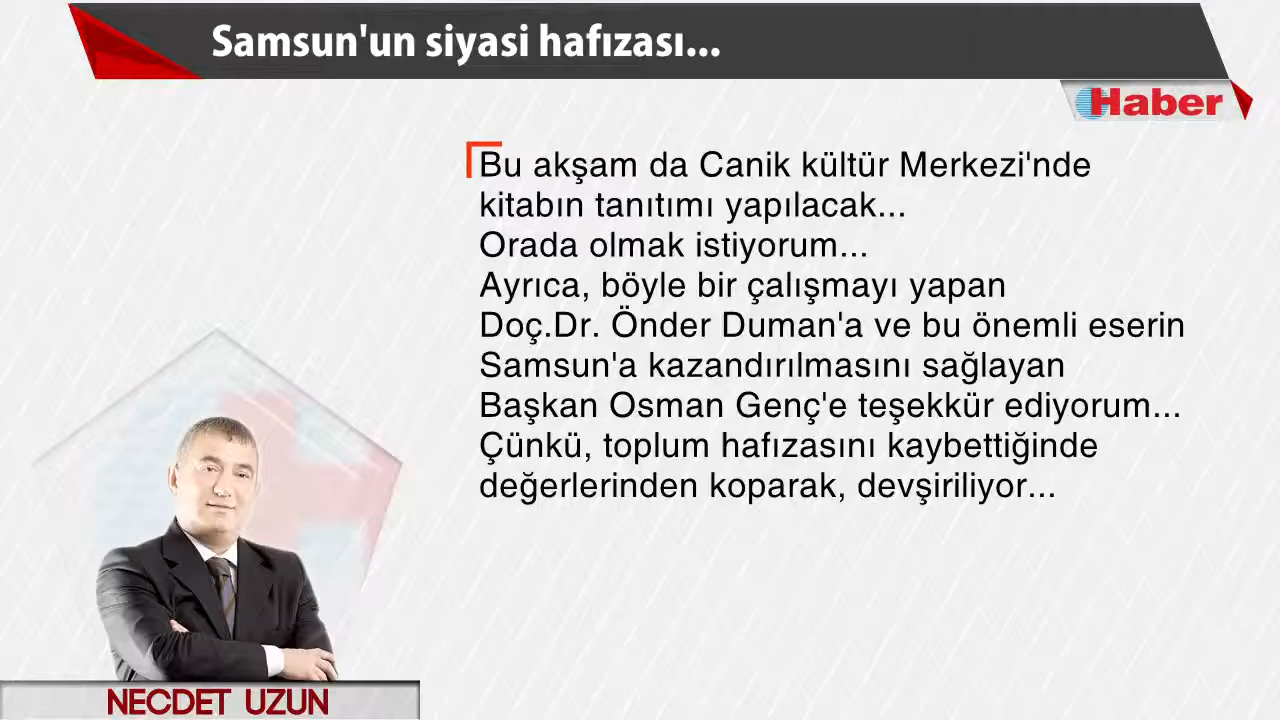 Samsun'un siyasi hafızası...
Haber
Bu akşam da Canik kültür Merkezi'nde
kitabın tanıtımı yapılacak...
Orada olmak istiyorum...
Ayrıca, böyle bir çalışmayı yapan
Doç.Dr. Önder Duman'a ve bu önemli eserin
Samsun'a kazandırılmasını sağlayan
Başkan Osman Genç'e teşekkür ediyorum...
Çünkü, toplum hafızasını kaybettiğinde
değerlerinden koparak, devşiriliyor...
NECDET UZUN